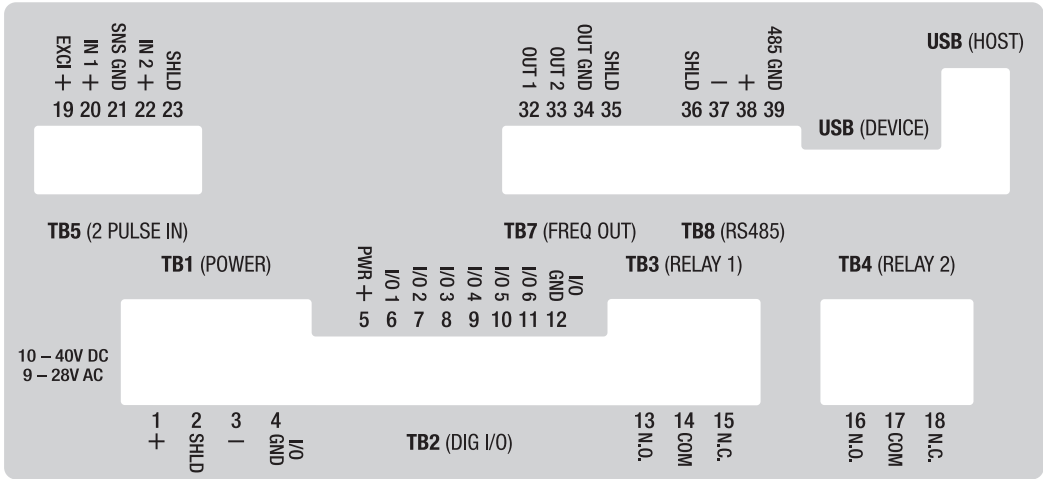 EXCI +
IN 1 +
SNS GND
IN 2 +
SHLD
19 20 21 22 23
TB5 (2 PULSE IN)
OUT 1
OUT 2
OUT GND
SHLD
32 33 34 35
TB7 (FREQ OUT)
SHLD
–
+
485 GND
36 37 38 39
TB8 (RS485)
USB (DEVICE)
USB (HOST)
TB1 (POWER)
10 – 40V DC
9 – 28V AC
1 2 3 4
+
SHLD
–
I/O
GND
PWR +
I/O 1
I/O 2
I/O 3
I/O 4
I/O 5
I/O 6
I/O
GND
5 6 7 8 9 10 11 12
TB2 (DIG I/O)
TB3 (RELAY 1)
13 14 15
N.O.
COM
N.C.
TB4 (RELAY 2)
16 17 18
N.O.
COM
N.C.